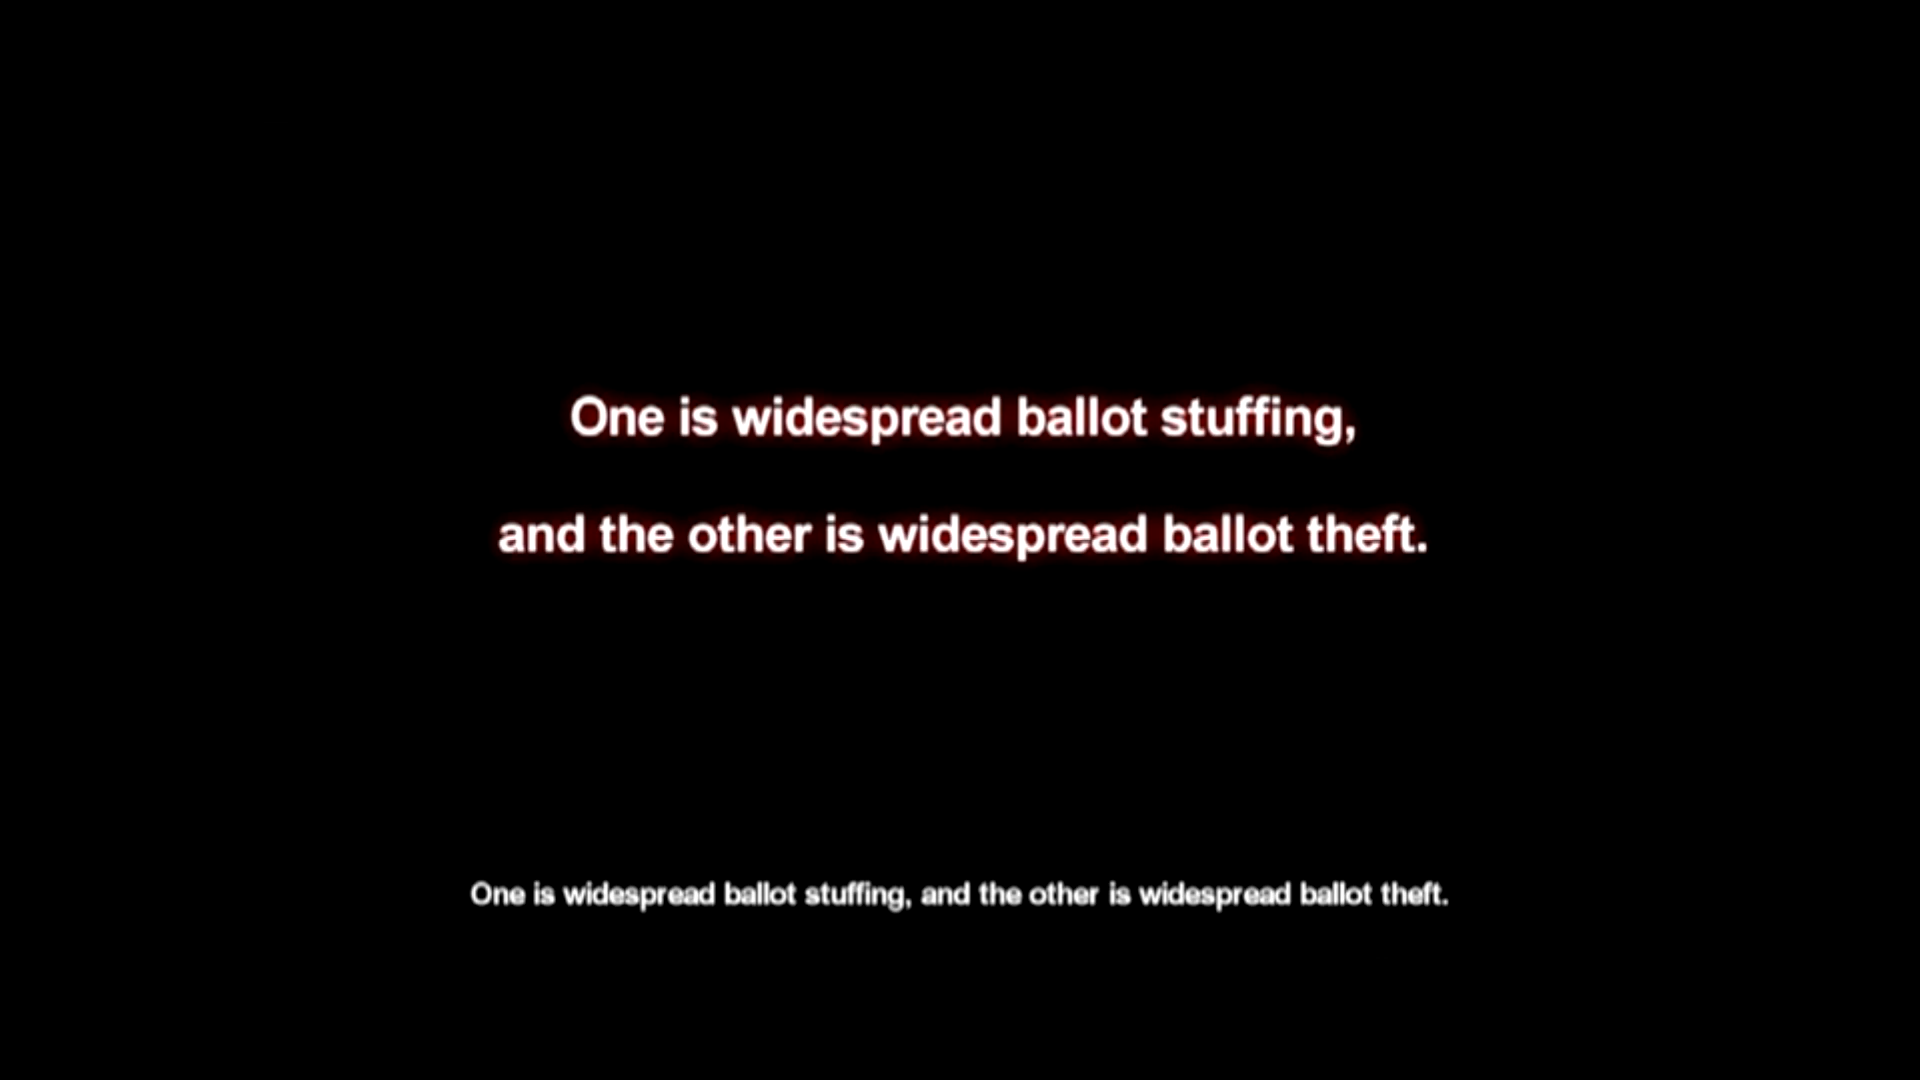 One is widespread ballot stuffing,
and the other is widespread ballot theft.
One is widespread ballot stuffing, and the other is widespread ballot theft.